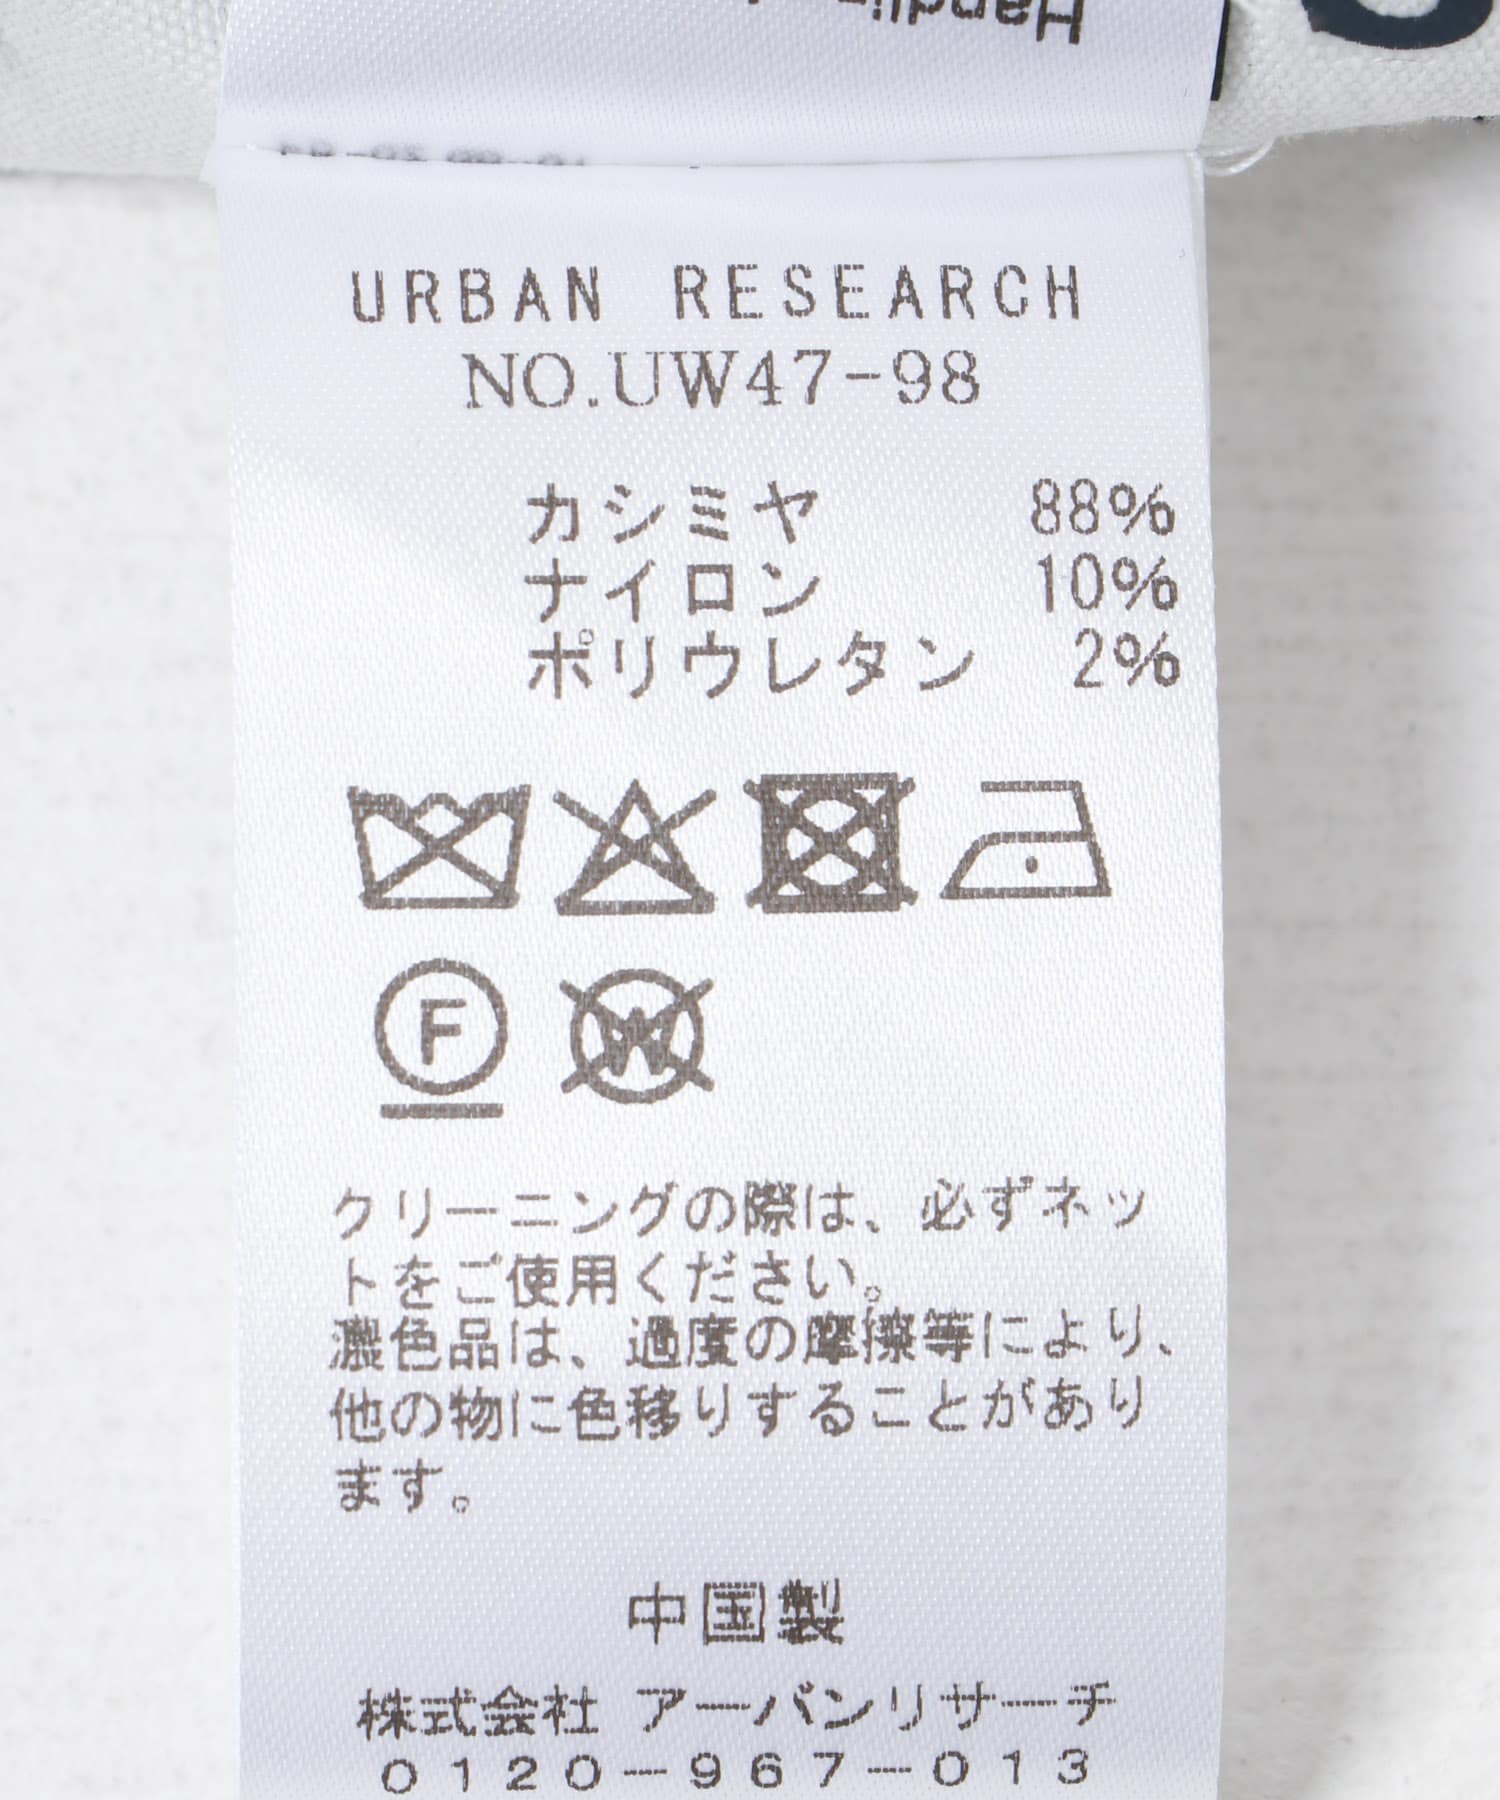 URBAN RESEARCH
NO.UW47-98
カシミヤ 88%
ナイロン 10%
ポリウレタン 2%
F
W
クリーニングの際は、必ずネッ
トをご使用ください。
濃色品は、過度の摩擦等により、
他の物に色移りすることがあり
ます。
中国製
株式会社 アーバンリサーチ
0120-967-013